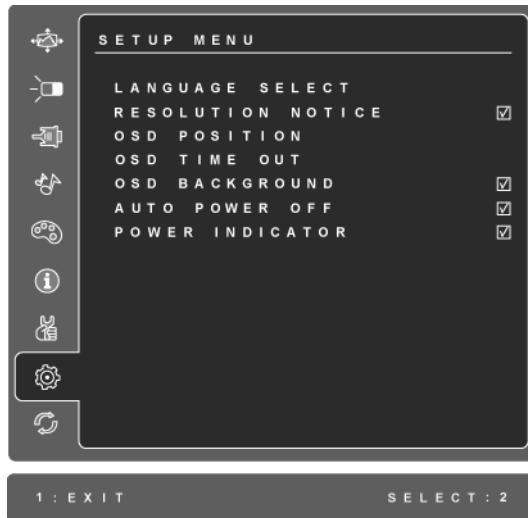 SETUP MENU
LANGUAGE SELECT
RESOLUTION NOTICE
OSD POSITION
OSD TIME OUT
OSD BACKGROUND
AUTO POWER OFF
POWER INDICATOR
1:EXIT SELECT:2